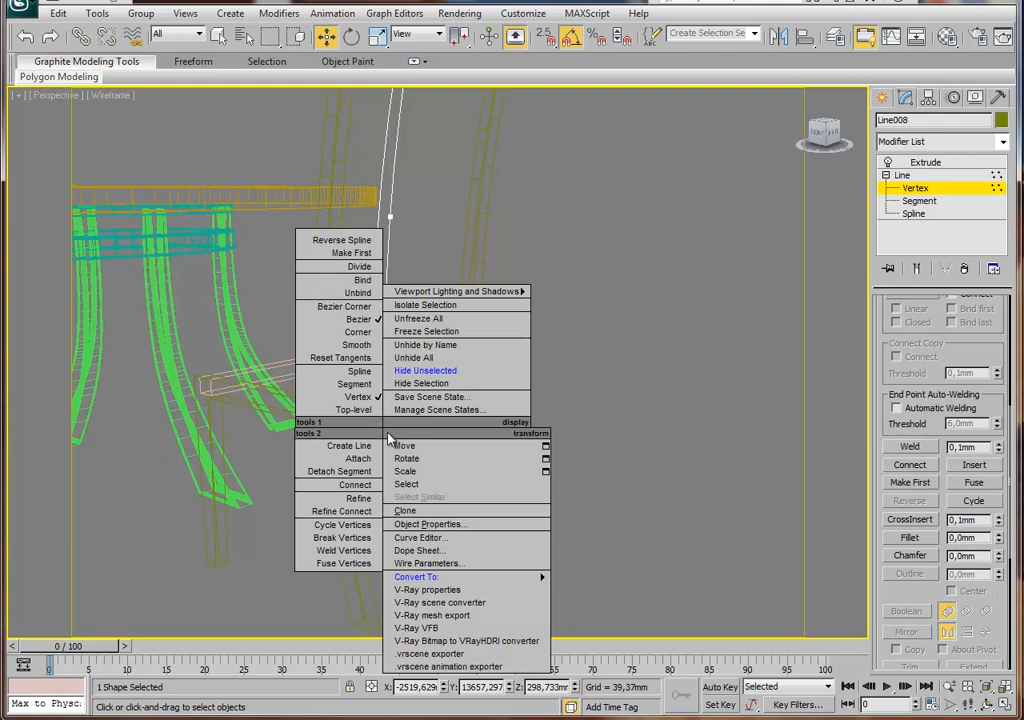 Edit Tools Group Views Create Modifiers Animation Graph Editors Rendering Customize MAXScript Help
All View 2.5 Create Selection Se
Graphite Modeling Tools Freeform Selection Object Paint
Polygon Modeling
[ + ] [ Perspective ] [ Wireframe ]
Line008
Modifier List
Extrude
Line
Vertex
Segment
Spline
Reverse Spline
Make First
Divide
Bind
Unbind
Bezier Corner
Bezier
Corner
Smooth
Reset Tangents
Spline
Segment
Vertex
Top-level
tools 1
Viewport Lighting and Shadows
Isolate Selection
Unfreeze All
Freeze Selection
Unhide by Name
Unhide All
Hide Unselected
Hide Selection
Save Scene State...
Manage Scene States...
display
tools 2
Create Line
Attach
Detach Segment
Connect
Refine
Refine Connect
Cycle Vertices
Break Vertices
Weld Vertices
Fuse Vertices
transform
Move
Rotate
Scale
Select
Select Similar
Clone
Object Properties...
Curve Editor...
Dope Sheet...
Wire Parameters...
Convert To:
V-Ray properties
V-Ray scene converter
V-Ray mesh export
V-Ray VFB
V-Ray Bitmap to VRayHDRI converter
.vrscene exporter
.vrscene animation exporter
Linear Bind first
Closed Bind last
Connect Copy
Connect
Threshold 0,1mm
End Point Auto-Welding
Automatic Welding
Threshold 6,0mm
Weld 0,1mm
Connect Insert
Make First Fuse
Reverse Cycle
CrossInsert 0,1mm
Fillet 0,0mm
Chamfer 0,0mm
Outline 0,0mm
Center
Boolean
Mirror
Copy
About Pivot
Trim Extend
0 / 100
0 5 10 15 20 25 30 35 65 70 75 80 85 90 95 100
Max to Physc
1 Shape Selected X: -2519,629 Y: 13657,297 Z: 298,733mm Grid = 39,37mm Auto Key Selected
Click or click-and-drag to select objects Add Time Tag Set Key Key Filters... 0